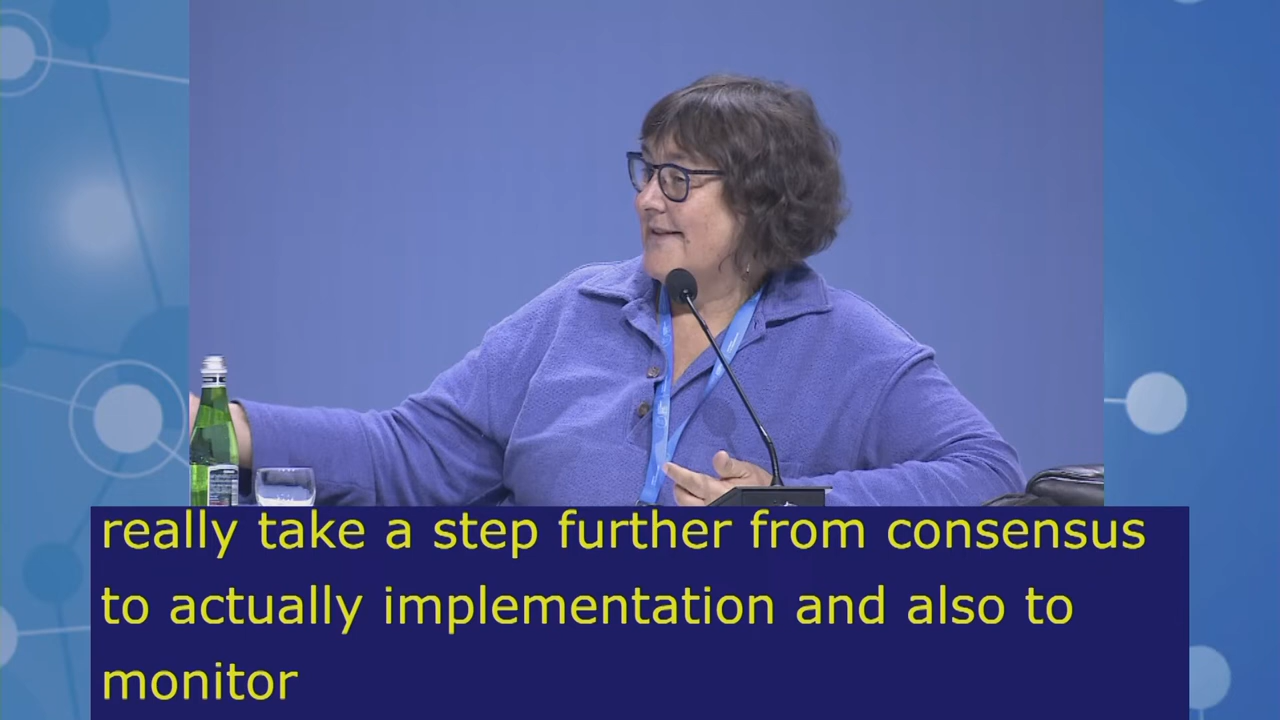 really take a step further from consensus
to actually implementation and also to
monitor